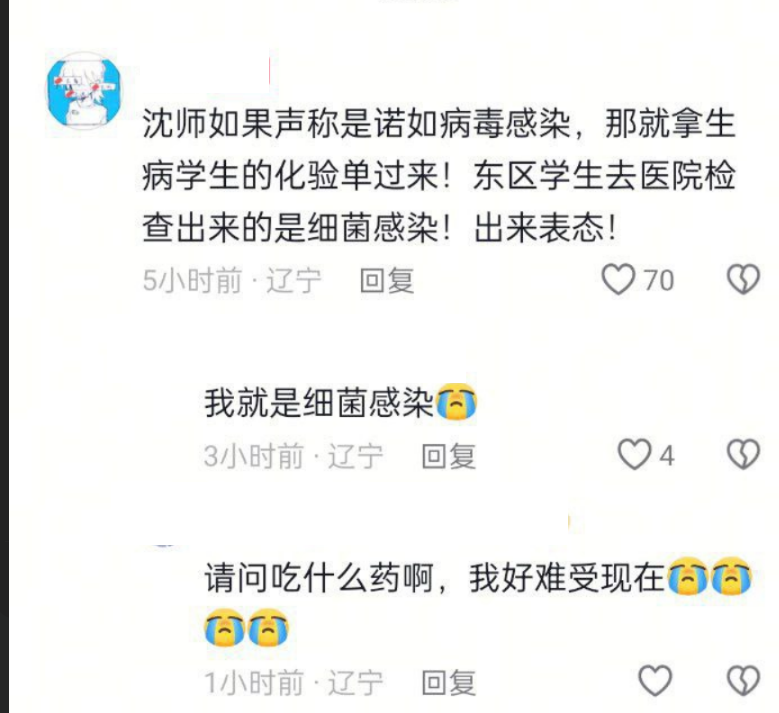 沈师如果声称是诺如病毒感染，那就拿生
病学生的化验单过来！东区学生去医院检
查出来的是细菌感染！出来表态！
5小时前 · 辽宁 回复 70
我就是细菌感染😭
3小时前 · 辽宁 回复 4
请问吃什么药啊，我好难受现在😭😭
😭😭
1小时前 · 辽宁 回复